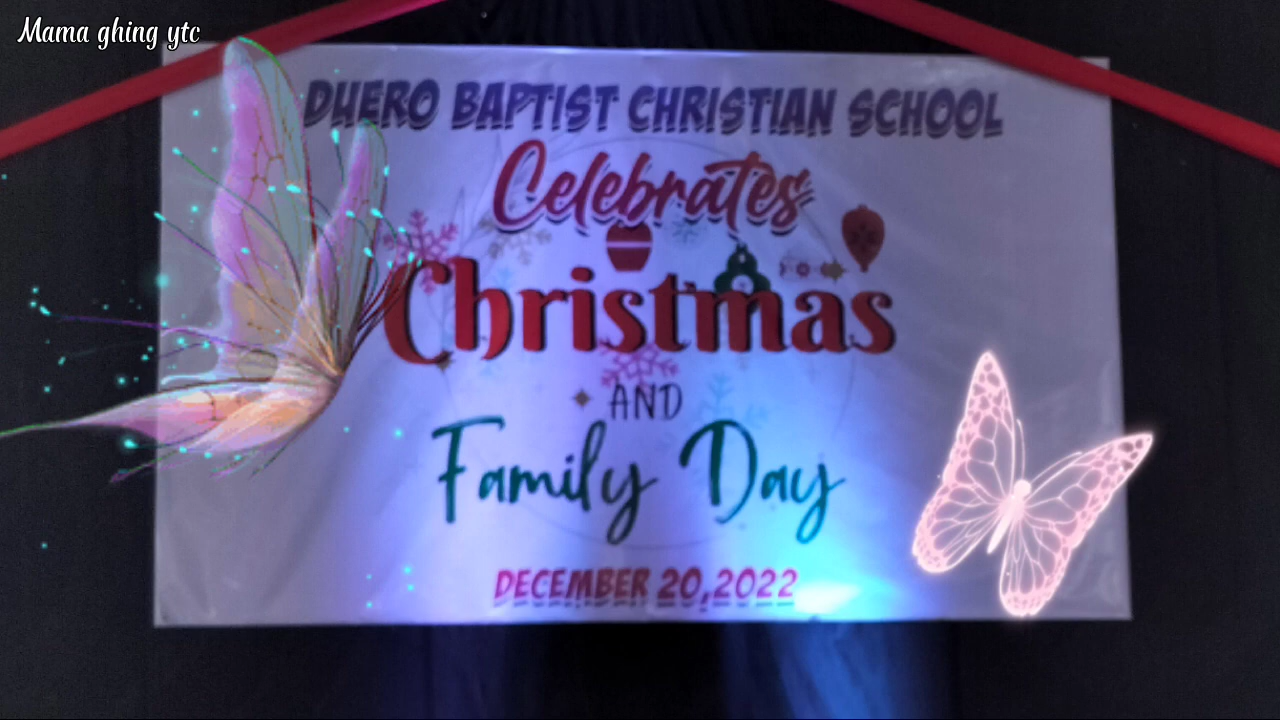 Mama ghing ytc
DUERO BAPTIST CHRISTIAN SCHOOL
Celebrates
Christmas
AND
Family Day
DECEMBER 20,2022